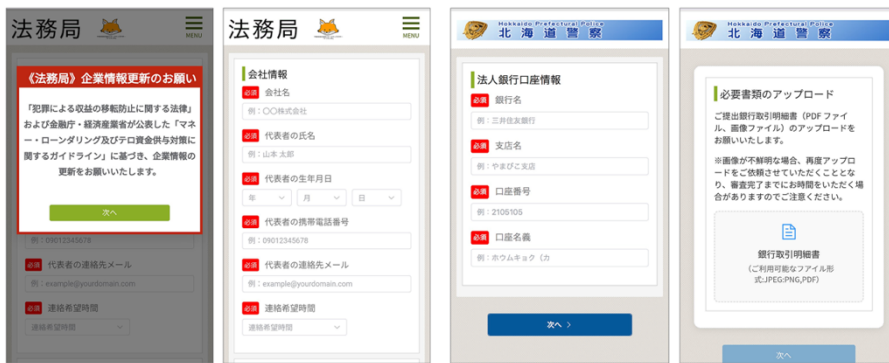 法務局
MENU
《法務局》企業情報更新のお願い
「犯罪による収益の移転防止に関する法律」
および金融庁・経済産業省が公表した「マネ
ー・ローンダリング及びテロ資金供与対策に
関するガイドライン」に基づき、企業情報の
更新をお願いいたします。
次へ
例：09012345678
必須 代表者の連絡先メール
例：example@yourdomain.com
必須 連絡希望時間
連絡希望時間
法務局
MENU
会社情報
必須 会社名
例：〇〇株式会社
必須 代表者の氏名
例：山本 太郎
必須 代表者の生年月日
年 月 日
必須 代表者の携帯電話番号
例：09012345678
必須 代表者の連絡先メール
例：example@yourdomain.com
必須 連絡希望時間
連絡希望時間
Hokkaido Prefectural Police
北海道警察
法人銀行口座情報
必須 銀行名
例：三井住友銀行
必須 支店名
例：やまびこ支店
必須 口座番号
例：2105105
必須 口座名義
例：ホウムキョク（カ
次へ >
Hokkaido Prefectural Police
北海道警察
必要書類のアップロード
ご提出銀行取引明細書（PDF ファイ
ル、画像ファイル）のアップロードを
お願いいたします。
※画像が不鮮明な場合、再度アップロ
ードをご依頼させていただくこととな
り、審査完了までにお時間をいただく場
合がありますのでご注意ください。
銀行取引明細書
（ご利用可能なファイル形
式:JPEG:PNG,PDF）
次へ